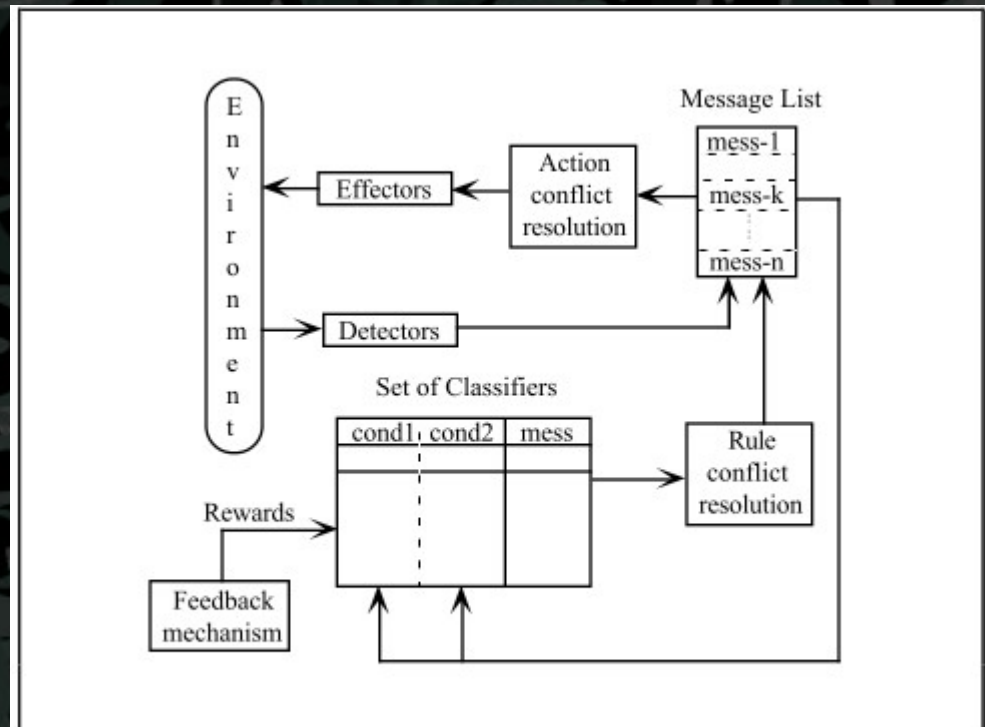 Environment
Message List
mess-1
mess-k
mess-n
Action
conflict
resolution
Effectors
Detectors
Set of Classifiers
cond1 cond2 mess
Rule
conflict
resolution
Rewards
Feedback
mechanism